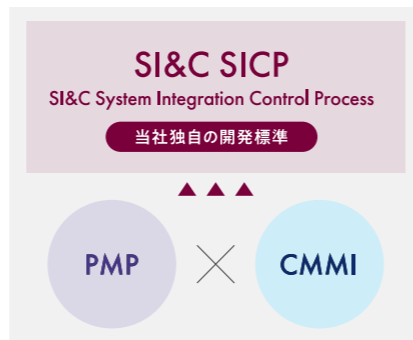 SI&C SICP
SI&C System Integration Control Process
当社独自の開発標準
PMP
CMMI